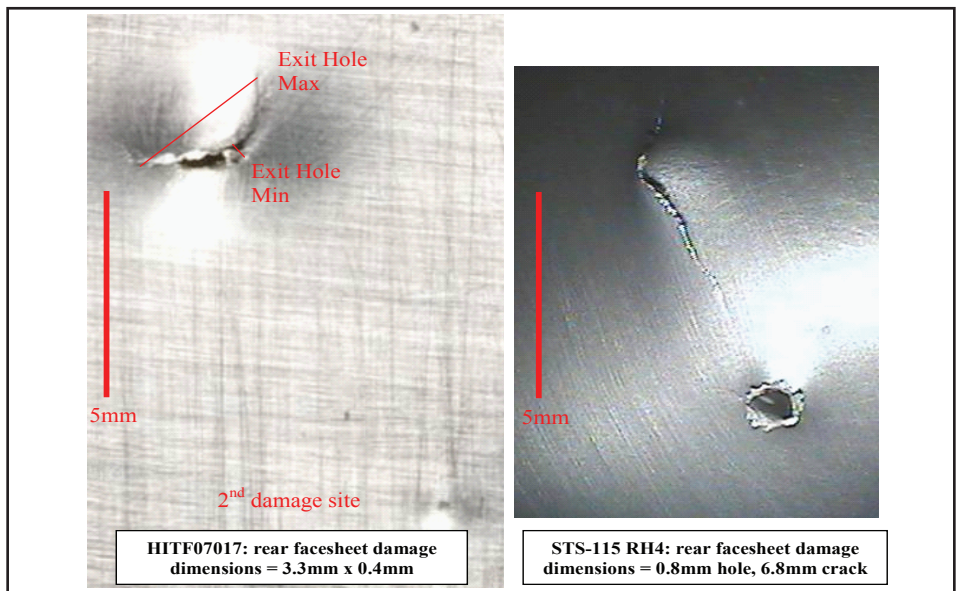 Exit Hole
Max
Exit Hole
Min
5mm
2nd damage site
HITF07017: rear facesheet damage
dimensions = 3.3mm x 0.4mm
5mm
STS-115 RH4: rear facesheet damage
dimensions = 0.8mm hole, 6.8mm crack